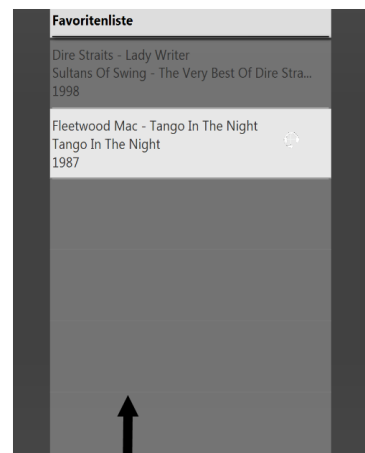 Favoritenliste
Dire Straits - Lady Writer
Sultans Of Swing - The Very Best Of Dire Stra...
1998
Fleetwood Mac - Tango In The Night
Tango In The Night
1987